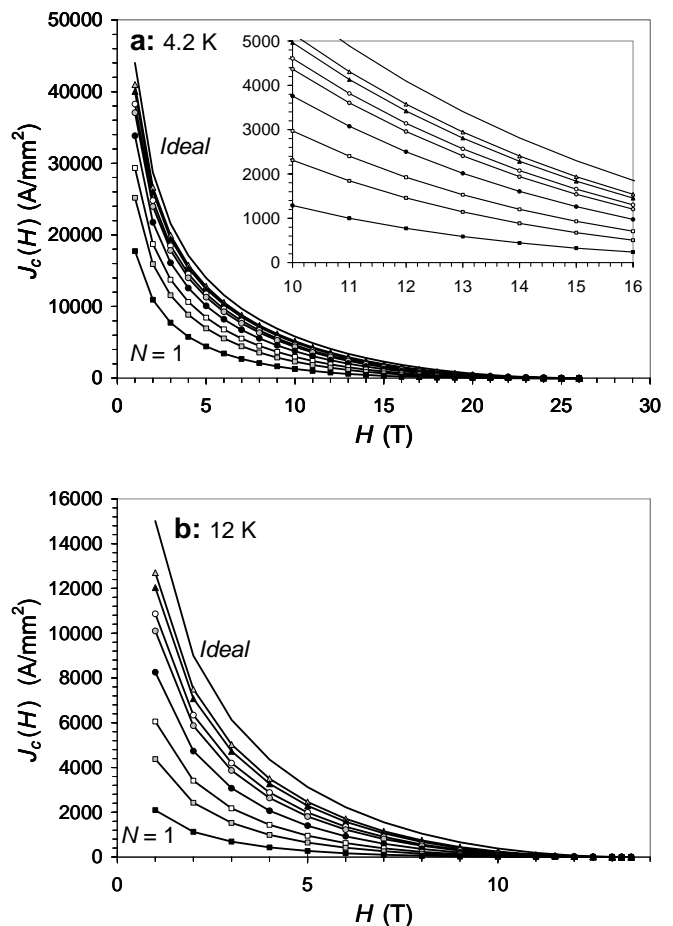 50000
40000
30000
20000
10000
0
0 5 10 15 20 25 30
J_c(H) (A/mm²)
H (T)
a: 4.2 K
Ideal
N = 1
5000
4000
3000
2000
1000
0
10 11 12 13 14 15 16
16000
14000
12000
10000
8000
6000
4000
2000
0
0 5 10
J_c(H) (A/mm²)
H (T)
b: 12 K
Ideal
N = 1